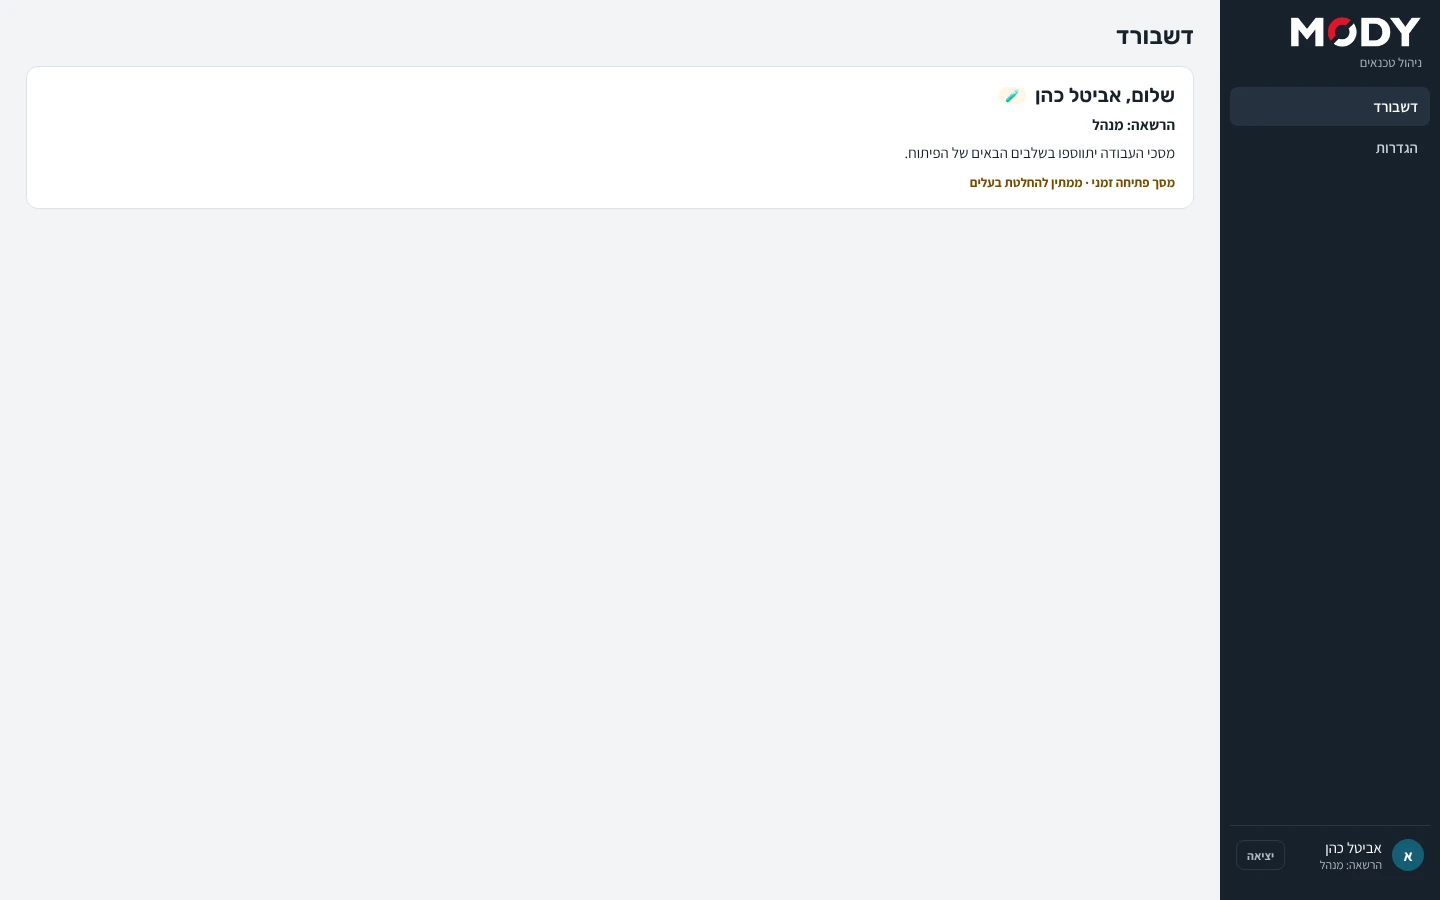 MODY
ניהול טכנאים
דשבורד
הגדרות
דשבורד
שלום, אביטל כהן
הרשאה: מנהל
מסכי העבודה יתווספו בשלבים הבאים של הפיתוח.
מסך פתיחה זמני · ממתין להחלטת בעלים
א
אביטל כהן
הרשאה: מנהל
יציאה